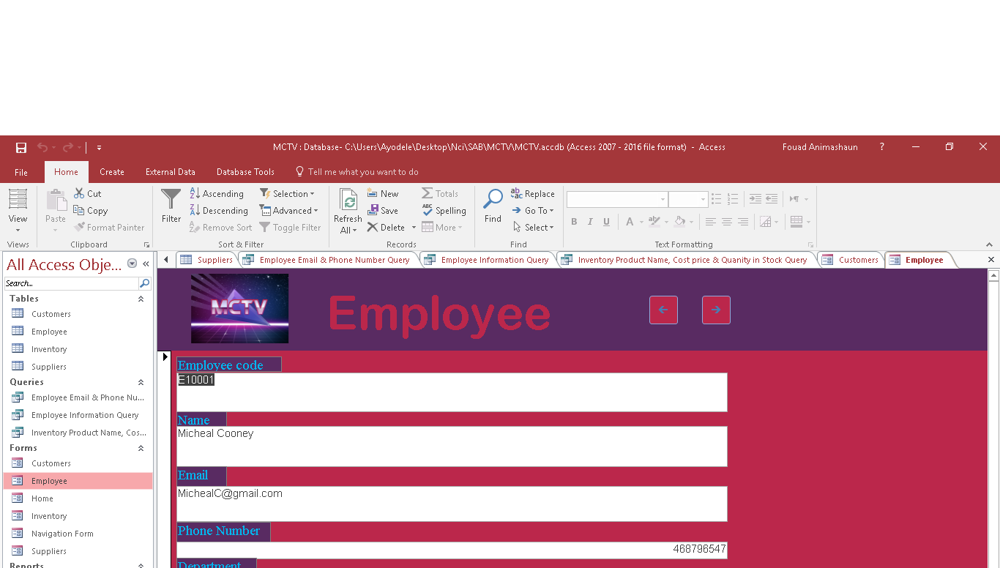 MCTV : Database- C:\Users\Ayodele\Desktop\Nci\SAB\MCTV\MCTV.accdb (Access 2007 - 2016 file format) - Access
Fouad Animashaun
?
File Home Create External Data Database Tools Tell me what you want to do
View
Views
Paste
Cut
Copy
Format Painter
Clipboard
Filter
Ascending
Descending
Remove Sort
Selection
Advanced
Toggle Filter
Sort & Filter
Refresh
All
New
Save
Delete
Totals
Spelling
More
Records
Find
Replace
Go To
Select
Find
B I U A
Text Formatting
All Access Obje...
Search...
Tables
Customers
Employee
Inventory
Suppliers
Queries
Employee Email & Phone Nu...
Employee Information Query
Inventory Product Name, Cos...
Forms
Customers
Employee
Home
Inventory
Navigation Form
Suppliers
Reports
Suppliers
Employee Email & Phone Number Query
Employee Information Query
Inventory Product Name, Cost price & Quanity in Stock Query
Customers
Employee
MCTV
Employee
Employee code
E10001
Name
Micheal Cooney
Email
MichealC@gmail.com
Phone Number
468796547
Department